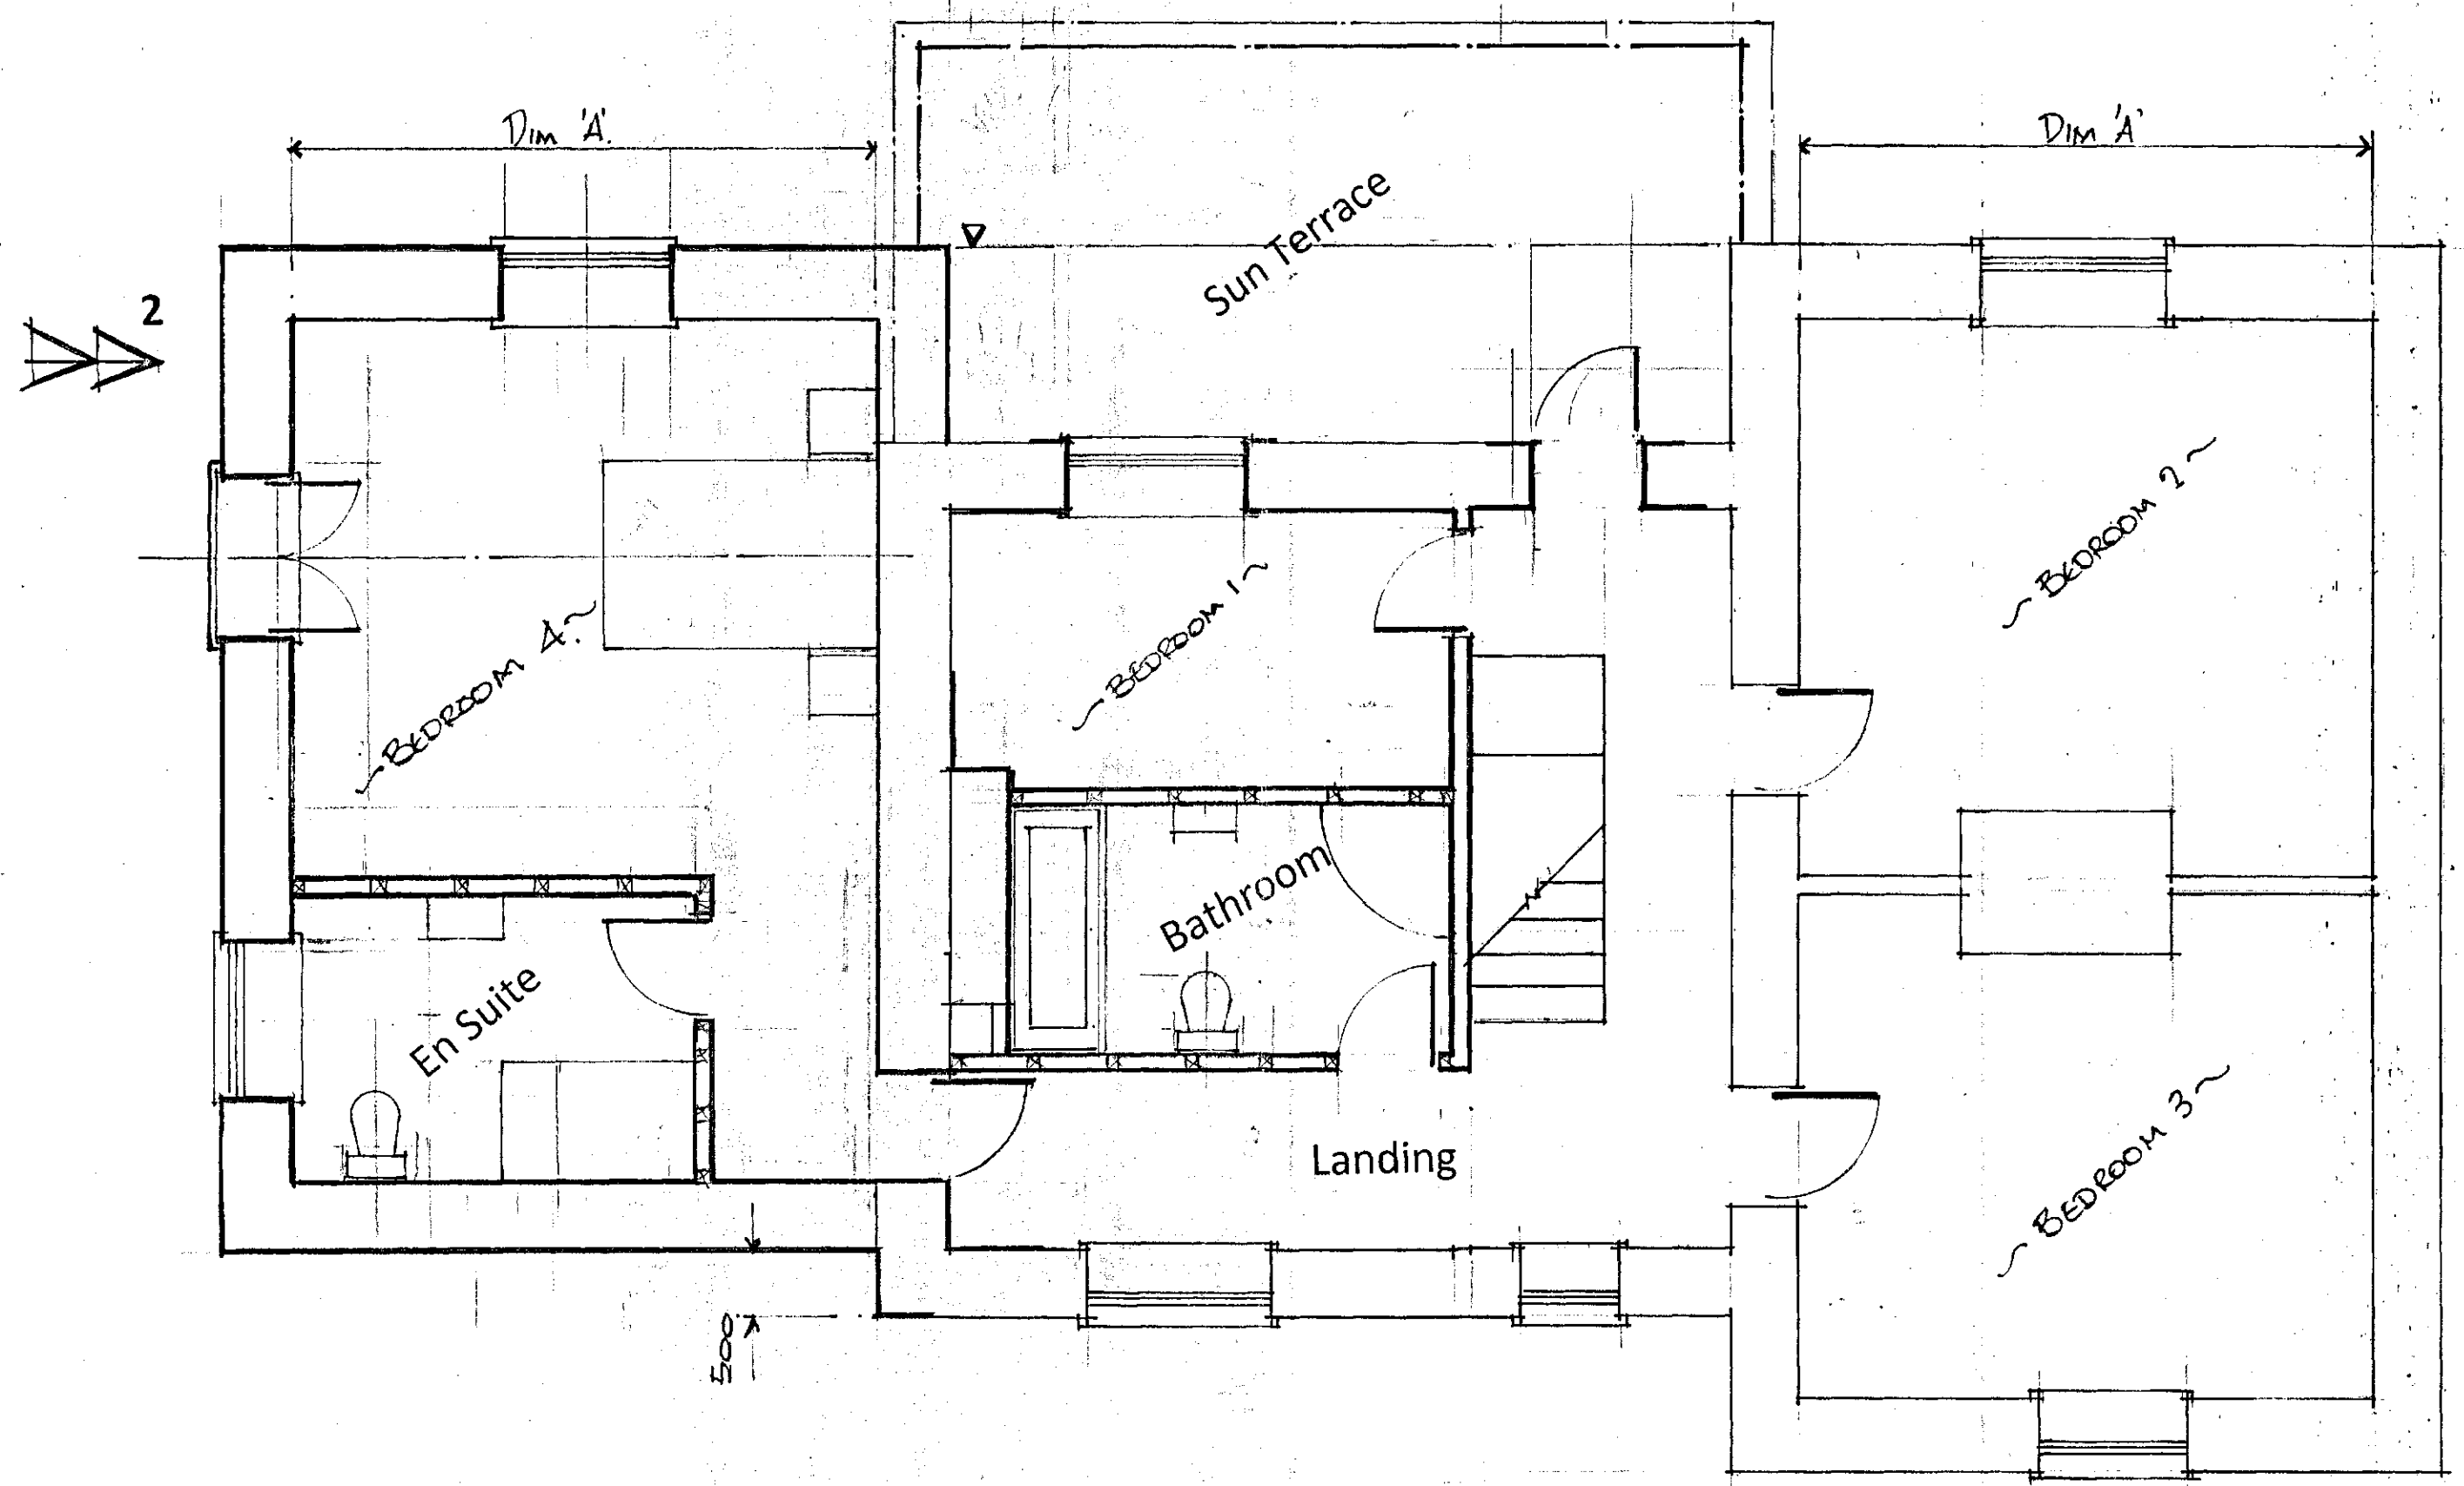 Dim 'A'.
Dim 'A'
2
Sun Terrace
BEDROOM 2
BEDROOM 1
BEDROOM 4.
Bathroom
En Suite
Landing
BEDROOM 3
500